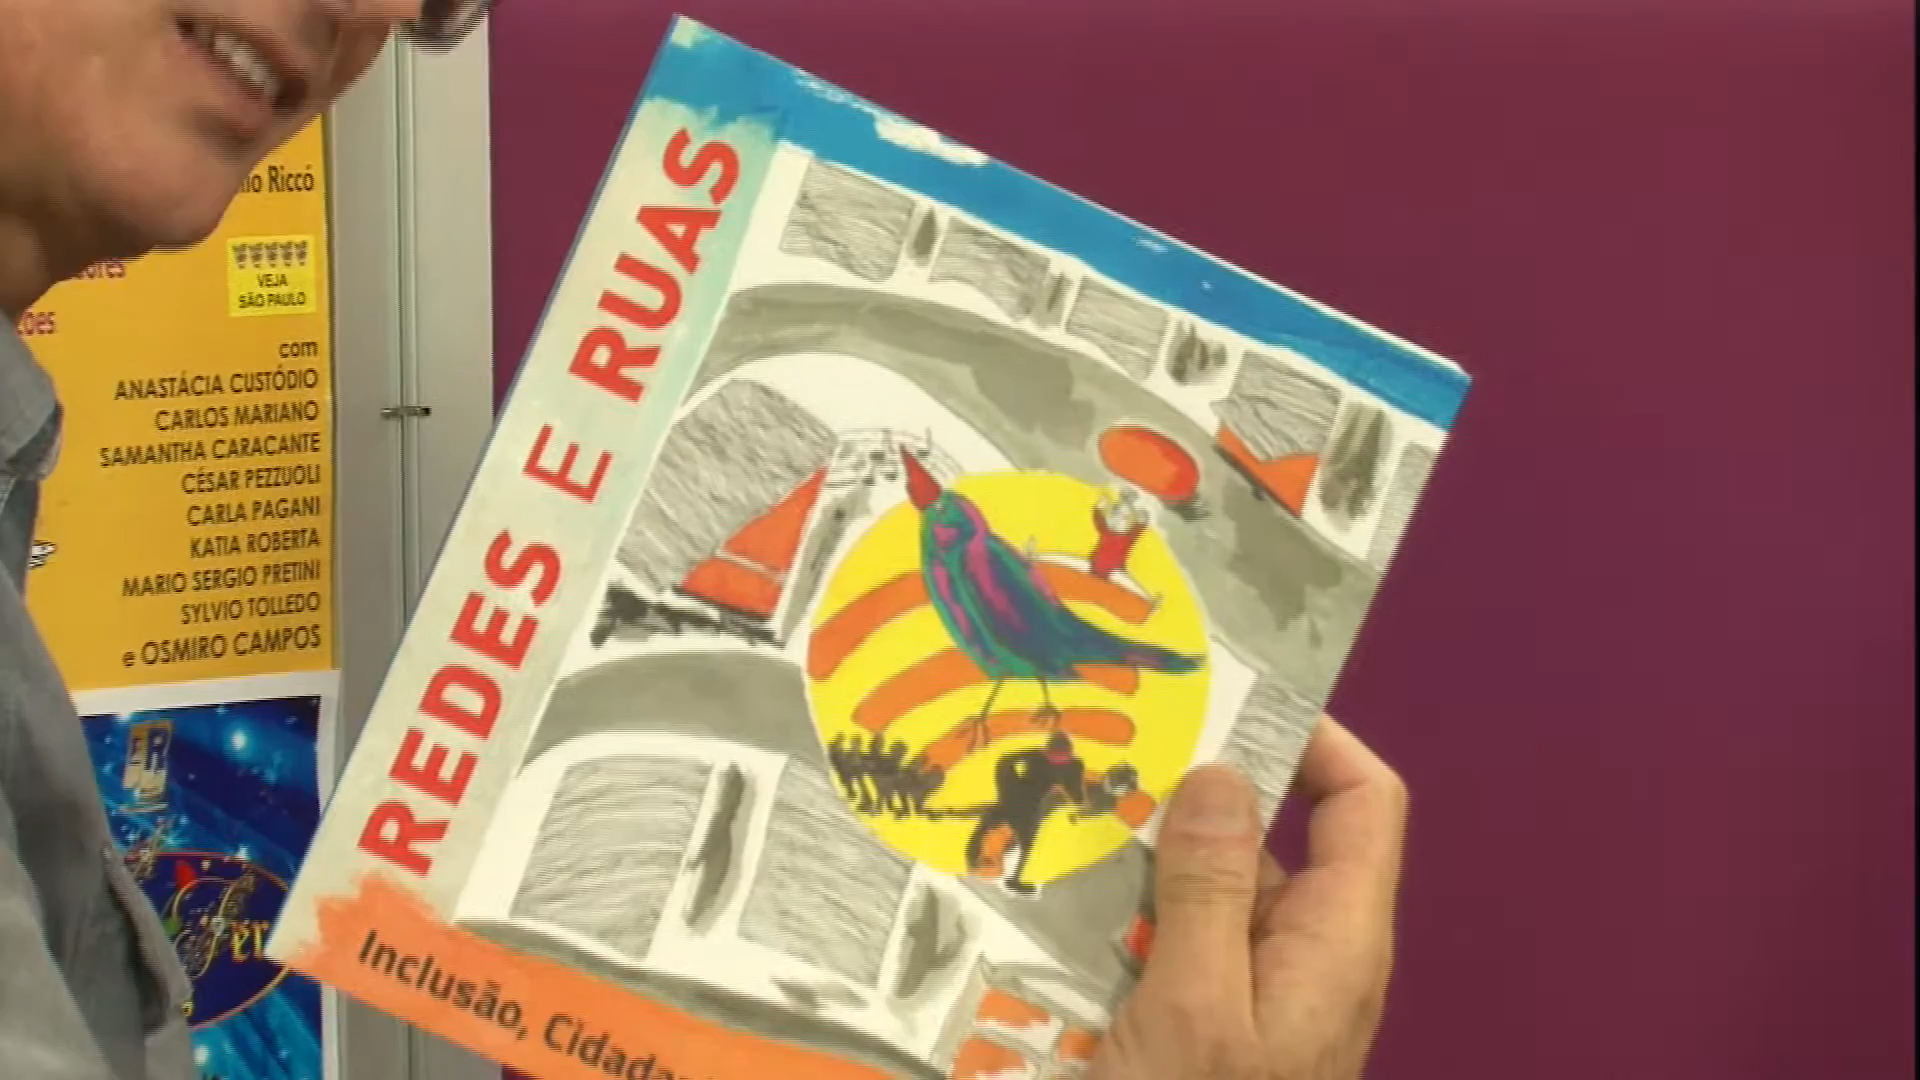 REDES E RUAS
Inclusão, Cidada
Riccó
VEJA
SÃO PAULO
com
ANASTÁCIA CUSTÓDIO
CARLOS MARIANO
SAMANTHA CARACANTE
CÉSAR PEZZUOLI
CARLA PAGANI
KATIA ROBERTA
MARIO SERGIO PRETINI
SYLVIO TOLLEDO
e OSMIRO CAMPOS